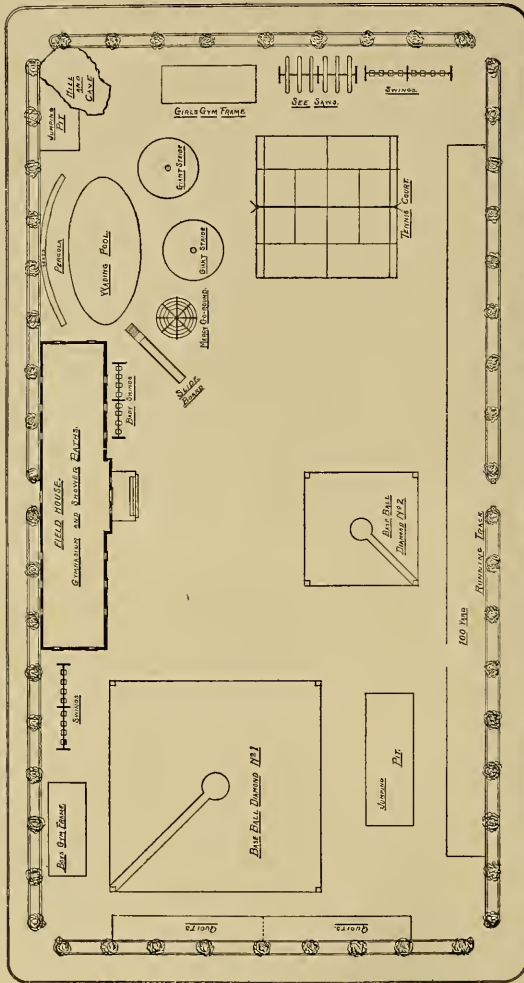 HILL
AND
CAVE
JUMPING
PIT
GIRLS GYM FRAME
SEE SAWS.
SWINGS.
GIANT STRIDE
GIANT STRIDE
PERGOLA
WADING POOL.
MERRY GO-ROUND.
TENNIS COURT.
SLIDE
BOARD
BABY SWINGS
FIELD HOUSE.
GYMNASIUM AND SHOWER BATHS.
BASE BALL
DIAMOND Nº 2
100 YARD RUNNING TRACK
SWINGS.
BASE BALL DIAMOND Nº 1
JUMPING
PIT.
BOYS GYM FRAME
QUOITS
QUOITS.